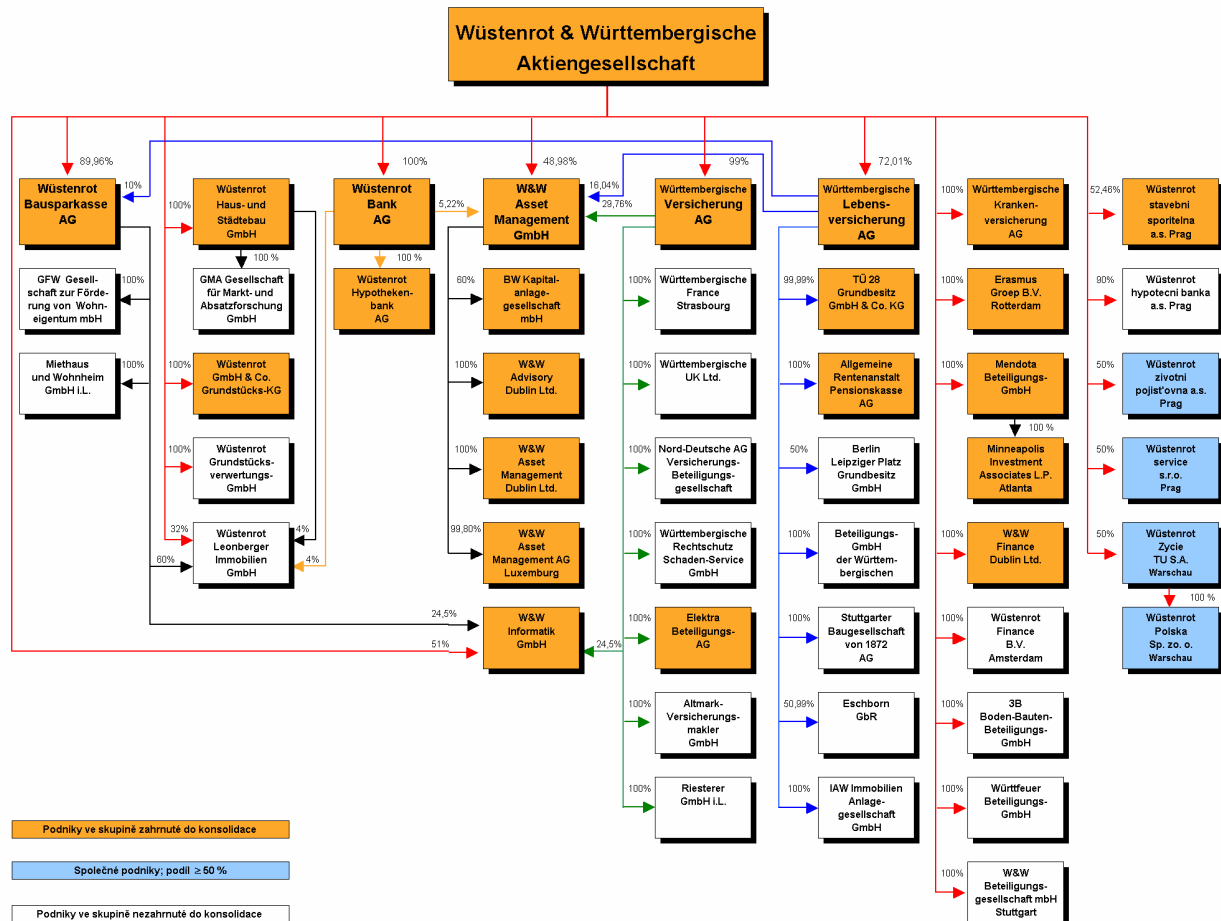 Wüstenrot & Württembergische
Aktiengesellschaft
89,96%
100%
48,98%
99%
72,01%
10%
Wüstenrot
Bausparkasse
AG
100%
Wüstenrot
Haus- und
Städtebau
GmbH
Wüstenrot
Bank
AG
5,22%
W&W
Asset
Management
GmbH
16,04%
29,76%
Württembergische
Versicherung
AG
Württembergische
Lebens-
versicherung
AG
100%
Württembergische
Kranken-
versicherung
AG
52,46%
Wüstenrot
stavebni
sporitelna
a.s. Prag
GFW Gesell-
schaft zur Förde-
rung von Wohn-
eigentum mbH
100%
100 %
GMA Gesellschaft
für Markt- und
Absatzforschung
GmbH
100 %
Wüstenrot
Hypotheken-
bank
AG
60%
BW Kapital-
anlage-
gesellschaft
mbH
100%
Württembergische
France
Strasbourg
99,99%
TÜ 28
Grundbesitz
GmbH & Co. KG
100%
Erasmus
Groep B.V.
Rotterdam
90%
Wüstenrot
hypotecni banka
a.s. Prag
Miethaus
und Wohnheim
GmbH i.L.
100%
100%
Wüstenrot
GmbH & Co.
Grundstücks-KG
100%
W&W
Advisory
Dublin Ltd.
100%
Württembergische
UK Ltd.
100%
Allgemeine
Rentenanstalt
Pensionskasse
AG
100%
Mendota
Beteiligungs-
GmbH
50%
Wüstenrot
zivotni
pojist'ovna a.s.
Prag
100%
Wüstenrot
Grundstücks-
verwertungs-
GmbH
100%
W&W
Asset
Management
Dublin Ltd.
100%
Nord-Deutsche AG
Versicherungs-
Beteiligungs-
gesellschaft
50%
Berlin
Leipziger Platz
Grundbesitz
GmbH
100 %
Minneapolis
Investment
Associates L.P.
Atlanta
50%
Wüstenrot
service
s.r.o.
Prag
32%
60%
Wüstenrot
Leonberger
Immobilien
GmbH
4%
4%
99,80%
W&W
Asset
Management AG
Luxemburg
100%
Württembergische
Rechtschutz
Schaden-Service
GmbH
100%
Beteiligungs-
GmbH
der Württem-
bergischen
100%
W&W
Finance
Dublin Ltd.
50%
Wüstenrot
Zycie
TU S.A.
Warschau
24,5%
51%
W&W
Informatik
GmbH
24,5%
100%
Elektra
Beteiligungs-
AG
100%
Stuttgarter
Baugesellschaft
von 1872
AG
100%
Wüstenrot
Finance
B.V.
Amsterdam
100 %
Wüstenrot
Polska
Sp. zo. o.
Warschau
100%
Altmark-
Versicherungs-
makler
GmbH
50,99%
Eschborn
GbR
100%
3B
Boden-Bauten-
Beteiligungs-
GmbH
100%
Riesterer
GmbH i.L.
100%
IAW Immobilien
Anlage-
gesellschaft
GmbH
100%
Württfeuer
Beteiligungs-
GmbH
100%
W&W
Beteiligungs-
gesellschaft mbH
Stuttgart
Podniky ve skupině zahrnuté do konsolidace
Společné podniky; podíl ≥ 50 %
Podniky ve skupině nezahrnuté do konsolidace